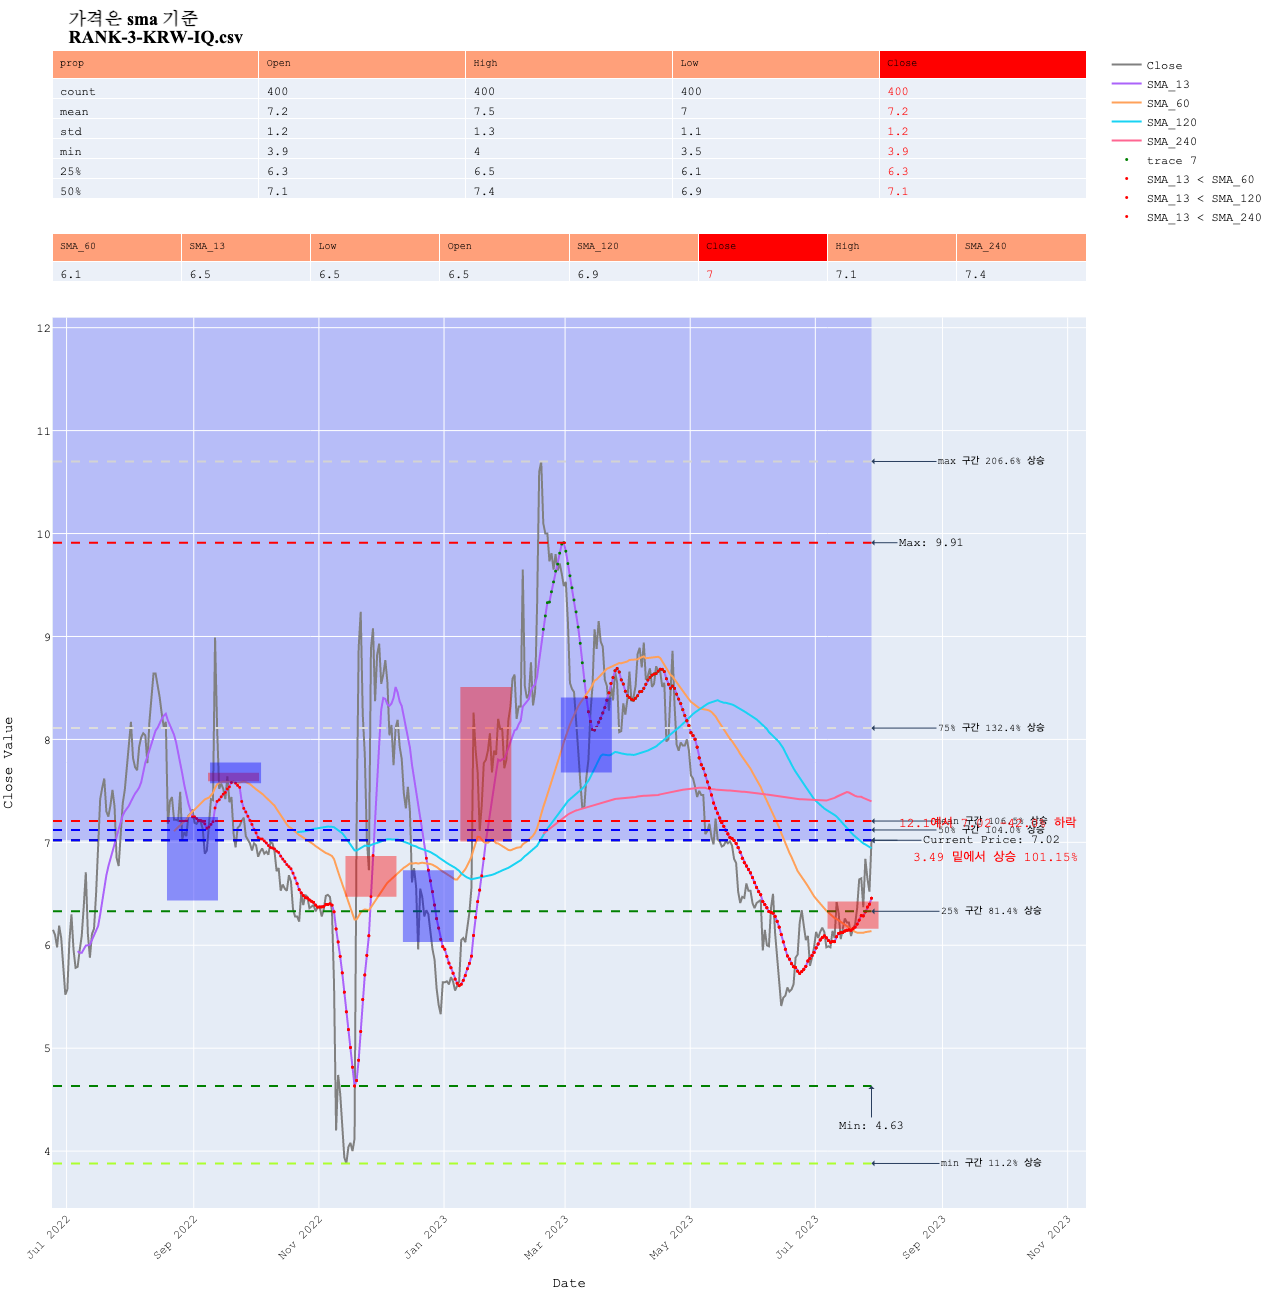 가격은 sma 기준
RANK-3-KRW-IQ.csv
prop Open High Low Close
count 400 400 400 400
mean 7.2 7.5 7 7.2
std 1.2 1.3 1.1 1.2
min 3.9 4 3.5 3.9
25% 6.3 6.5 6.1 6.3
50% 7.1 7.4 6.9 7.1
SMA_60 SMA_13 Low Open SMA_120 Close High SMA_240
6.1 6.5 6.5 6.5 6.9 7 7.1 7.4
Close
SMA_13
SMA_60
SMA_120
SMA_240
trace 7
SMA_13 < SMA_60
SMA_13 < SMA_120
SMA_13 < SMA_240
12
11
10
9
8
7
6
5
4
Close Value
max 구간 206.6% 상승
Max: 9.91
75% 구간 132.4% 상승
106.5% 상승
하락
50% 구간 104.0% 상승
Current Price: 7.02
3.49 밑에서 상승 101.15%
25% 구간 81.4% 상승
Min: 4.63
min 구간 11.2% 상승
Jul 2022
Sep 2022
Nov 2022
Jan 2023
Mar 2023
May 2023
Jul 2023
Sep 2023
Nov 2023
Date